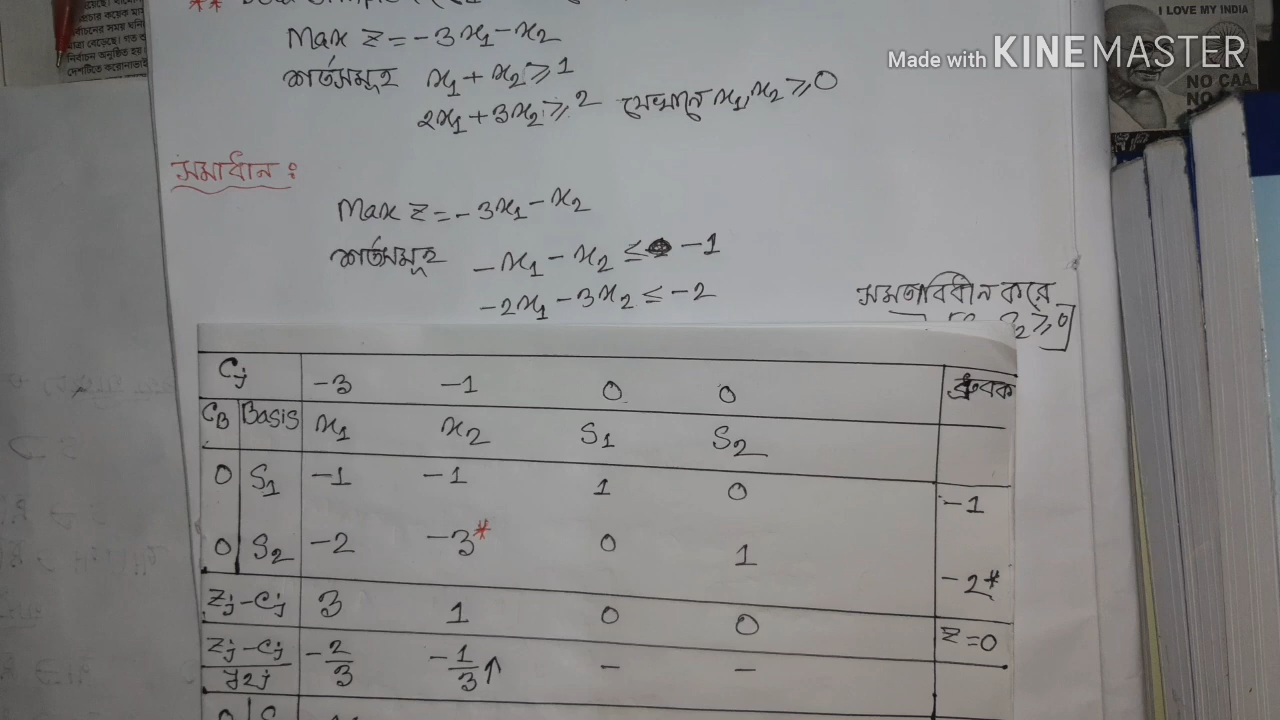 Max z = -3x₁ - x₂
Made with KINEMASTER
I LOVE MY INDIA
শর্তসমূহ x₁ + x₂ ≥ 1
2x₁ + 3x₂ ≥ 2 যেখানে x₁, x₂ ≥ 0
NO CAA
NO
সমাধান :
Max z = -3x₁ - x₂
শর্তসমূহ -x₁ - x₂ ≤ -1
-2x₁ - 3x₂ ≤ -2
করে
₂ ≥ 0]
Cj -3 -1 0 0 ধ্রুবক
CB Basis x₁ x₂ S₁ S₂
0 S₁ -1 -1 1 0 -1
0 S₂ -2 -3* 0 1 -2*
Zj-Cj 3 1 0 0 z=0
Zj-Cj/y2j -2/3 -1/3↑ - -